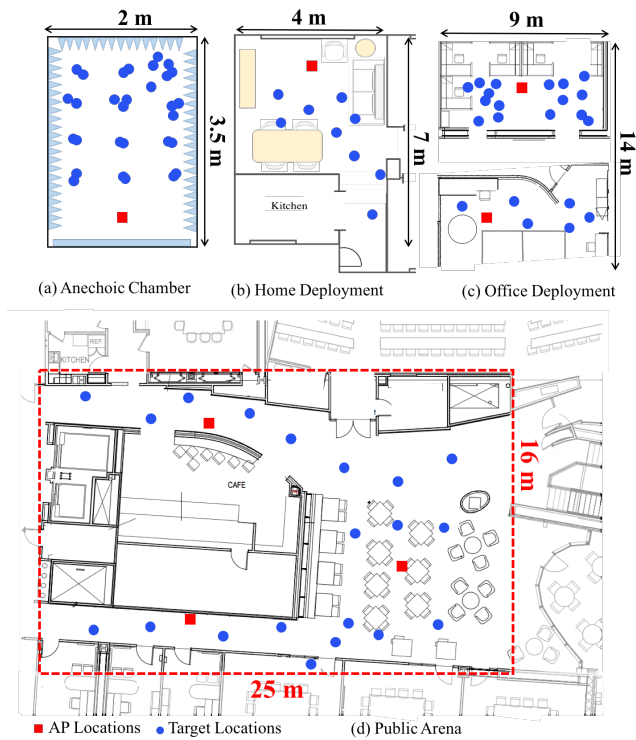 2 m
4 m
9 m
3.5 m
7 m
14 m
Kitchen
(a) Anechoic Chamber
(b) Home Deployment
(c) Office Deployment
REF.
KITCHEN
CAFE
16 m
25 m
AP Locations
Target Locations
(d) Public Arena